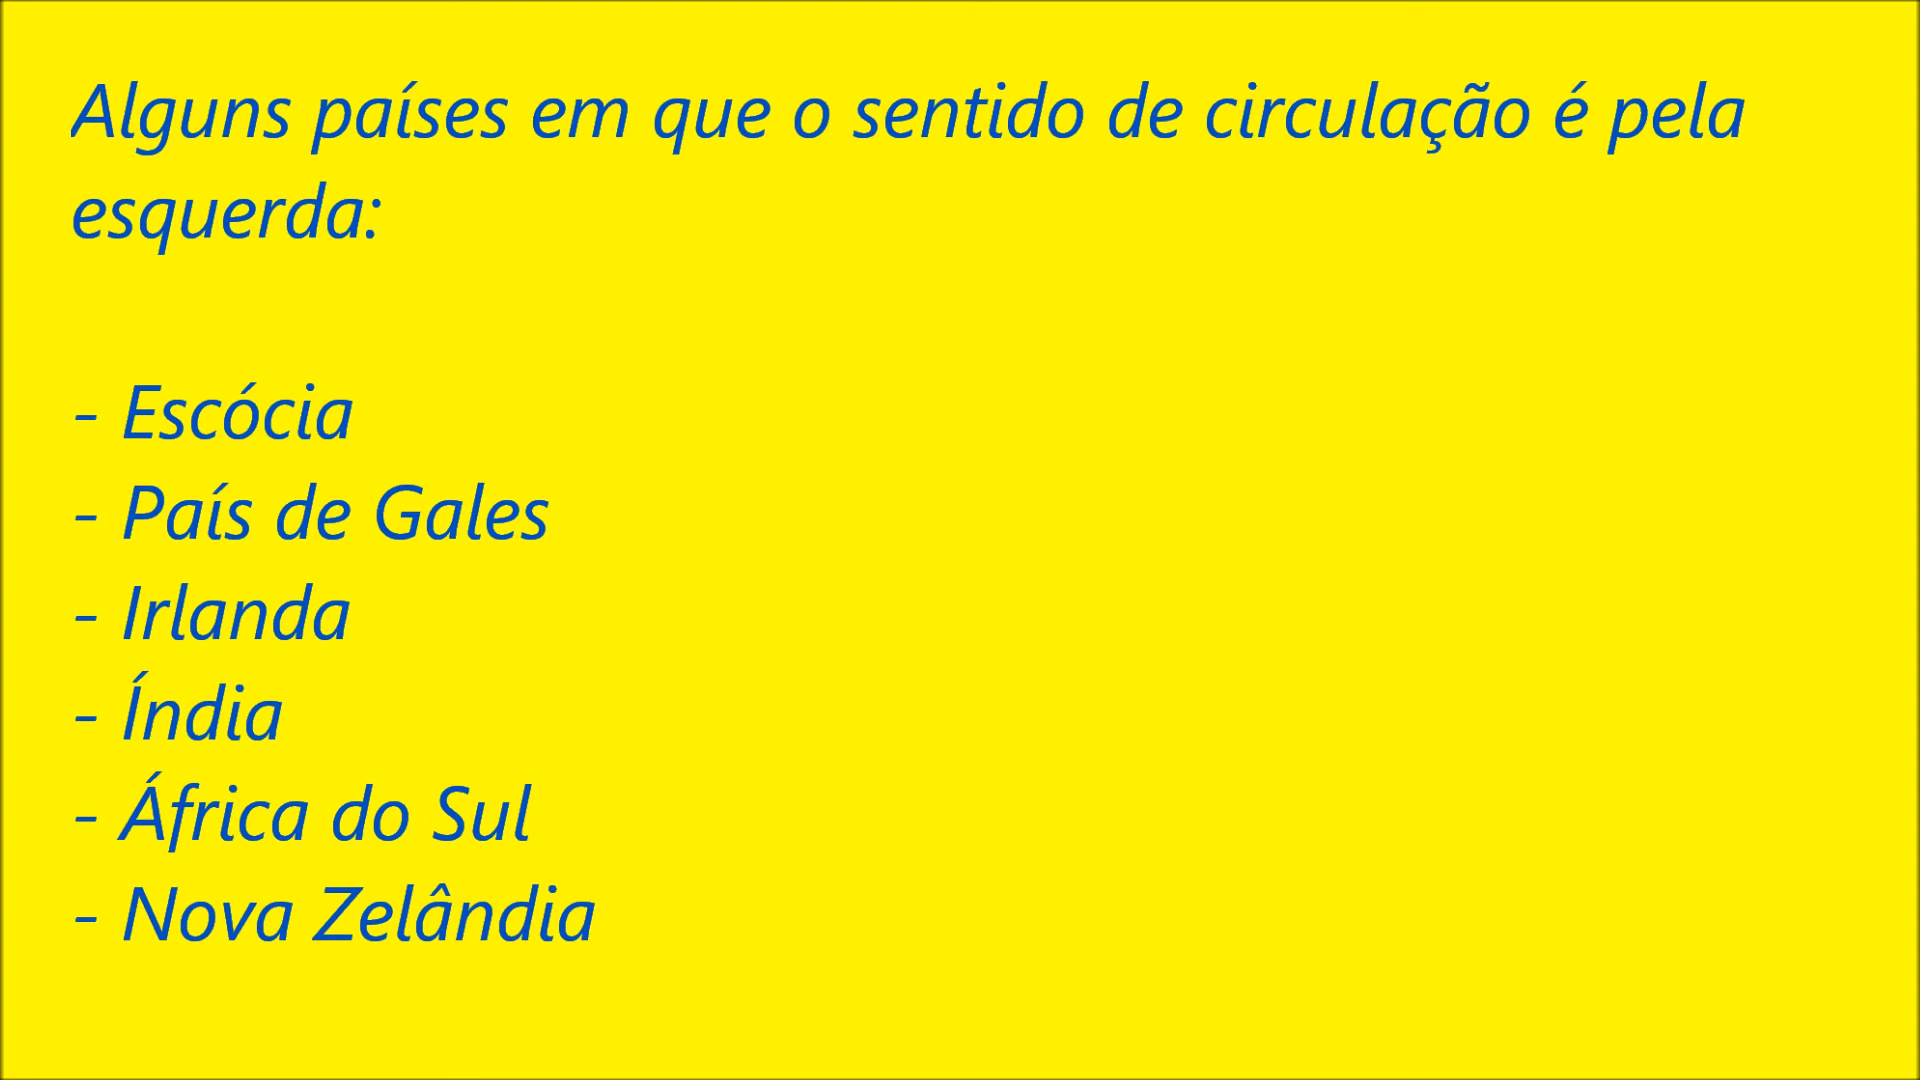 Alguns países em que o sentido de circulação é pela
esquerda:
- Escócia
- País de Gales
- Irlanda
- Índia
- África do Sul
- Nova Zelândia